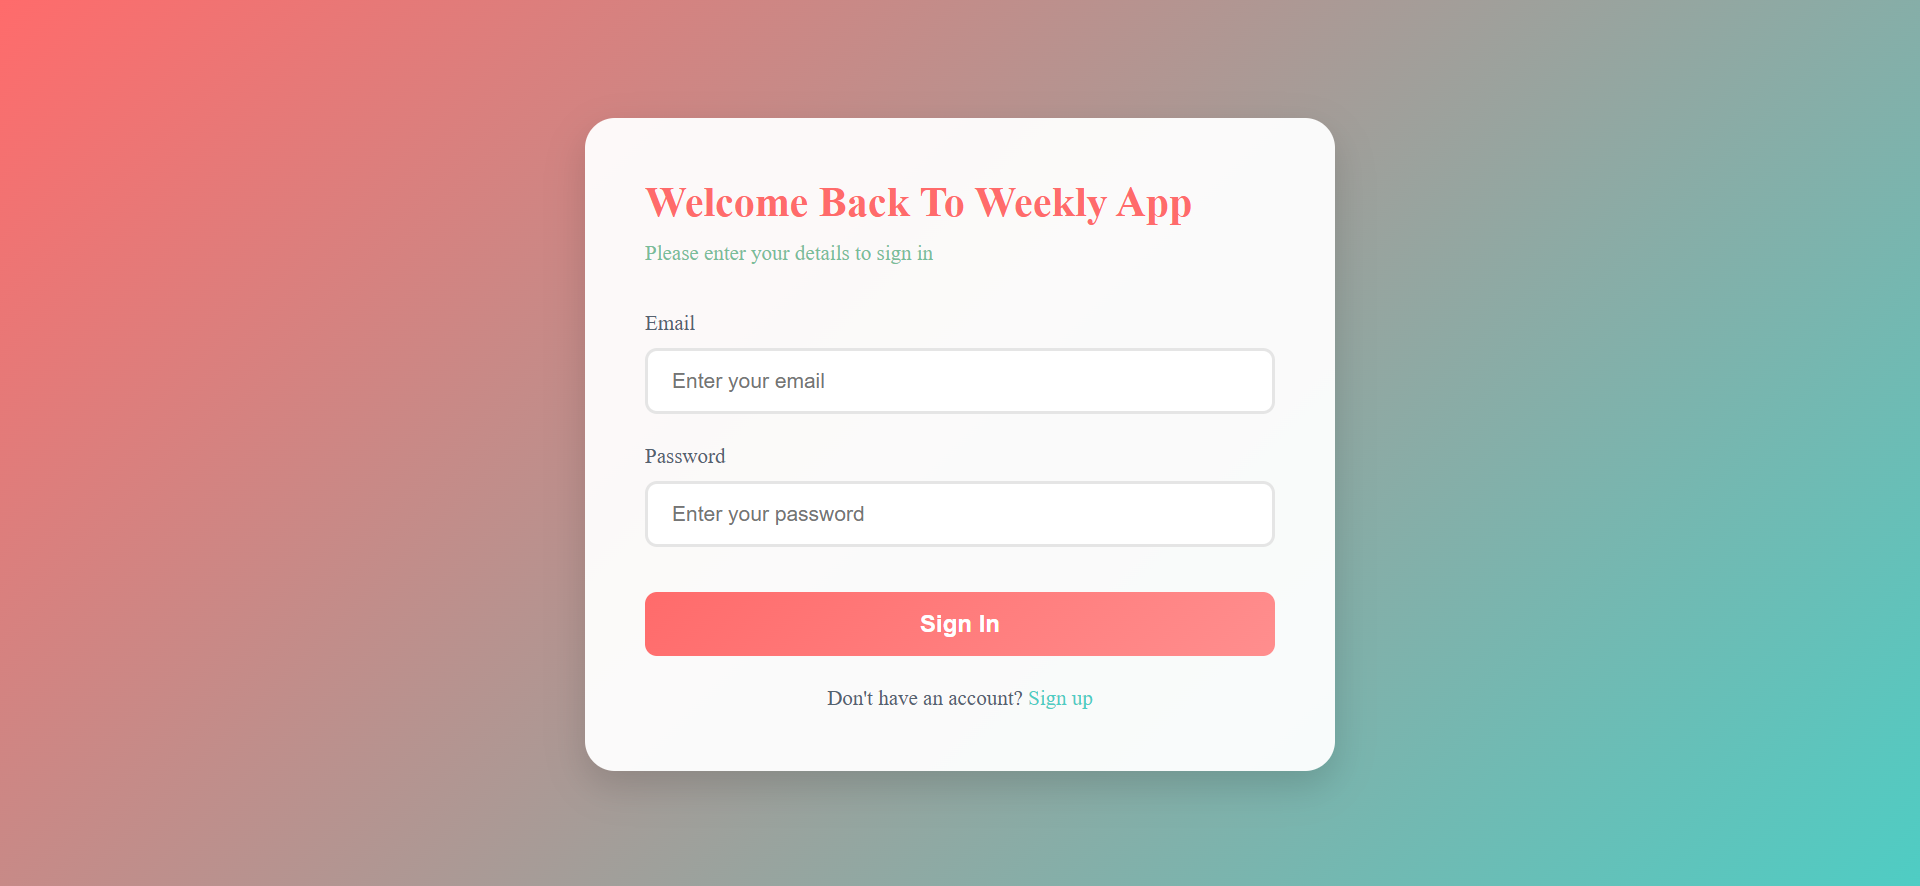 Welcome Back To Weekly App
Please enter your details to sign in
Email
Enter your email
Password
Enter your password
Sign In
Don't have an account? Sign up